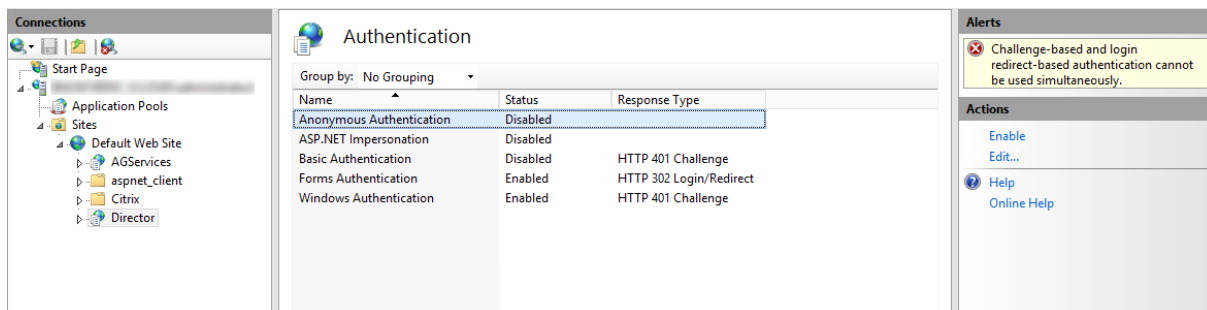 Connections
Start Page
Application Pools
Sites
Default Web Site
AGServices
aspnet_client
Citrix
Director
Authentication
Group by: No Grouping
Name Status Response Type
Anonymous Authentication Disabled
ASP.NET Impersonation Disabled
Basic Authentication Disabled HTTP 401 Challenge
Forms Authentication Enabled HTTP 302 Login/Redirect
Windows Authentication Enabled HTTP 401 Challenge
Alerts
Challenge-based and login
redirect-based authentication cannot
be used simultaneously.
Actions
Enable
Edit...
Help
Online Help